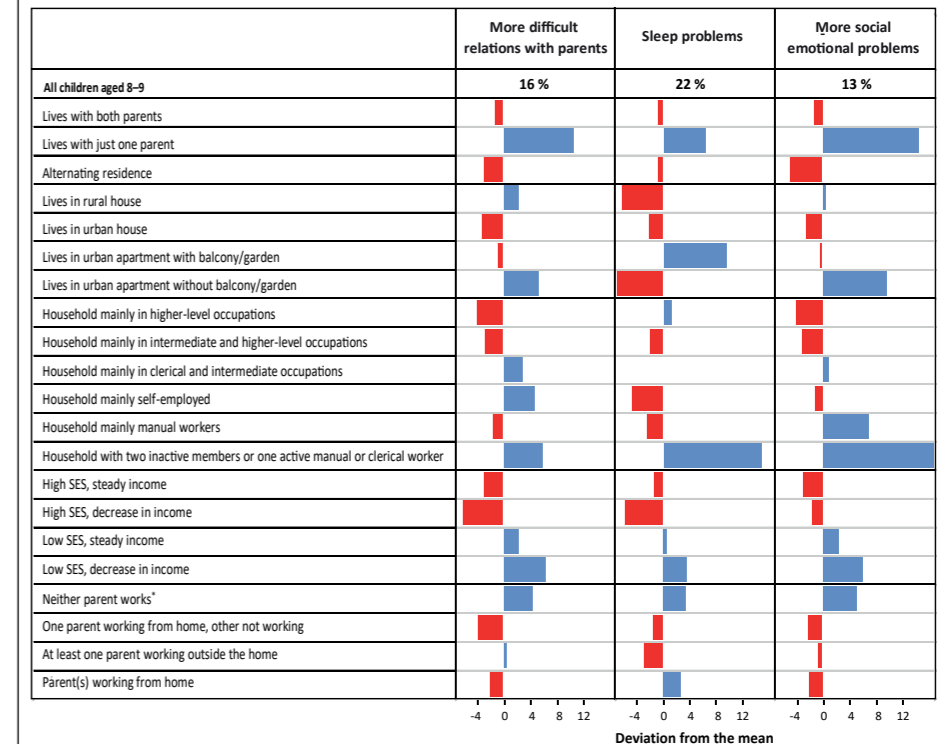 More difficult
relations with parents
Sleep problems
More social
emotional problems
All children aged 8–9
16 %
22 %
13 %
Lives with both parents
Lives with just one parent
Alternating residence
Lives in rural house
Lives in urban house
Lives in urban apartment with balcony/garden
Lives in urban apartment without balcony/garden
Household mainly in higher-level occupations
Household mainly in intermediate and higher-level occupations
Household mainly in clerical and intermediate occupations
Household mainly self-employed
Household mainly manual workers
Household with two inactive members or one active manual or clerical worker
High SES, steady income
High SES, decrease in income
Low SES, steady income
Low SES, decrease in income
Neither parent works*
One parent working from home, other not working
At least one parent working outside the home
Parent(s) working from home
-4 0 4 8 12 -4 0 4 8 12 -4 0 4 8 12
Deviation from the mean